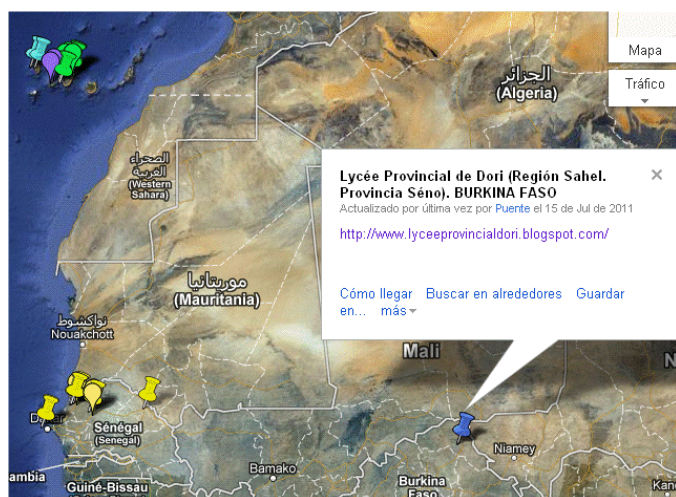 Mapa
Tráfico
الجزائر
(Algeria)
Lycée Provincial de Dori (Región Sahel.
Provincia Séno). BURKINA FASO
Actualizado por última vez por Puente el 15 de Jul de 2011
http://www.lyceeprovincialdori.blogspot.com/
Cómo llegar Buscar en alrededores Guardar
en... más
الصحراء
الغربية
(Western
Sahara)
موريتانيا
(Mauritania)
نواكشوط
Nouakchott
Mali
N
Sénégal
(Senegal)
Niamey
Bamako
ambia
Guiné-Bissau
Burkina
Faso
Kan